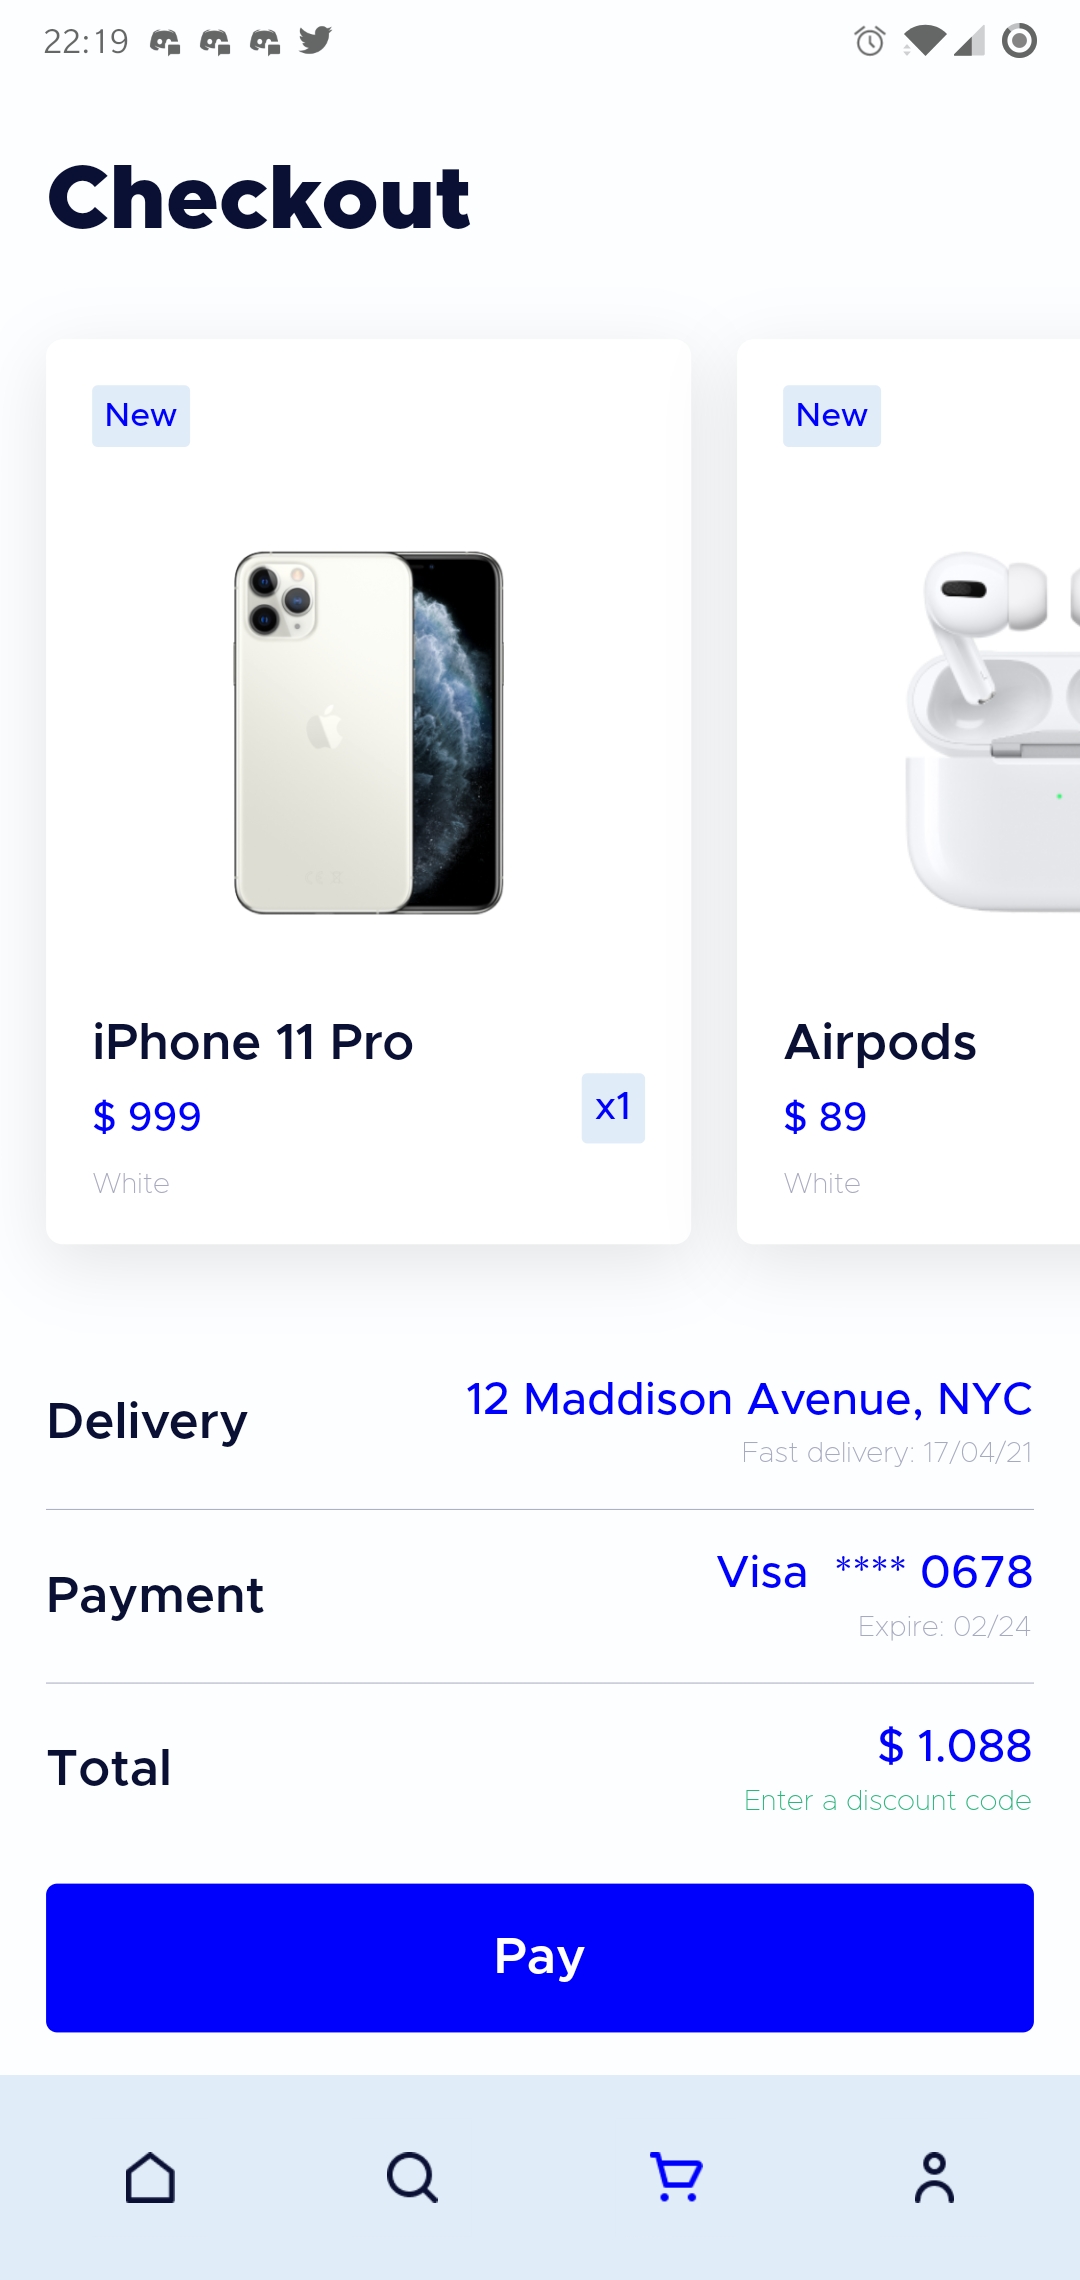 22:19
Checkout
New
New
iPhone 11 Pro
$ 999
x1
White
Airpods
$ 89
White
Delivery
12 Maddison Avenue, NYC
Fast delivery: 17/04/21
Payment
Visa **** 0678
Expire: 02/24
Total
$ 1.088
Enter a discount code
Pay